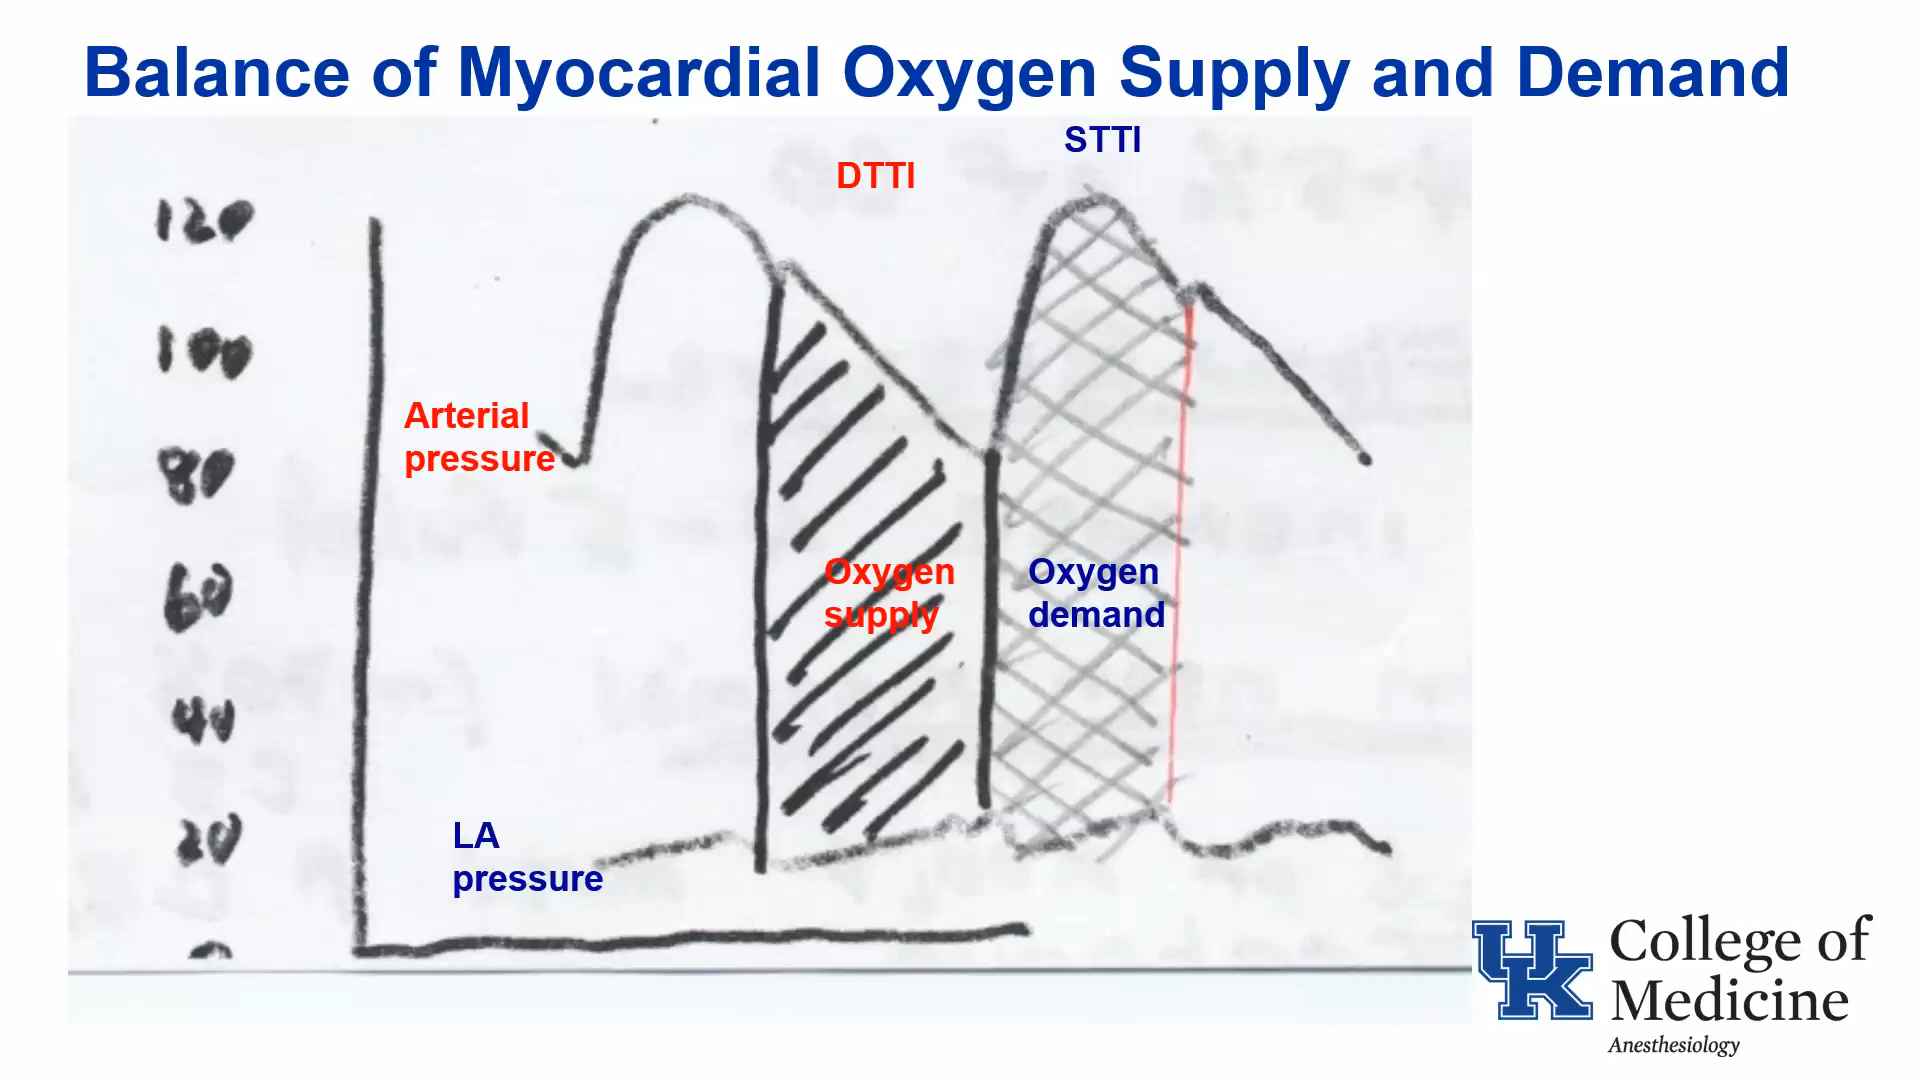 Balance of Myocardial Oxygen Supply and Demand
STTI
DTTI
120
100
Arterial
pressure
80
60
Oxygen
supply
Oxygen
demand
40
20
LA
pressure
0
UK
College of
Medicine
Anesthesiology